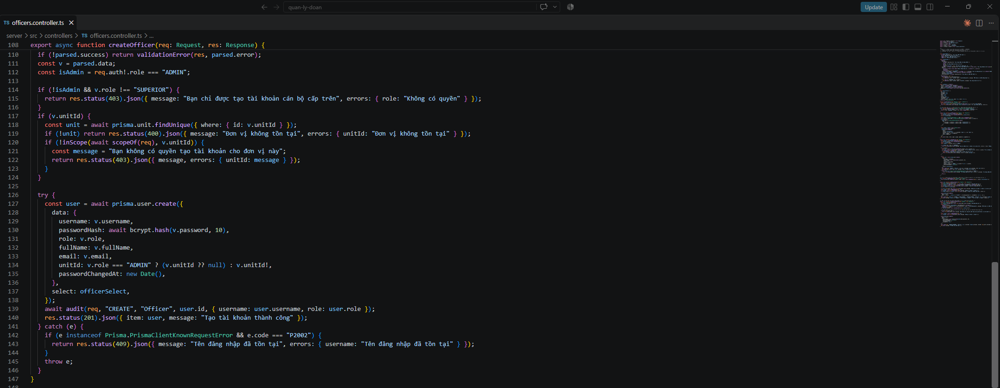 quan-ly-doan
Update
TS officers.controller.ts
server > src > controllers > TS officers.controller.ts > ...
108 export async function createOfficer(req: Request, res: Response) {
110 if (!parsed.success) return validationError(res, parsed.error);
111 const v = parsed.data;
112 const isAdmin = req.auth!.role === "ADMIN";
113
114 if (!isAdmin && v.role !== "SUPERIOR") {
115 return res.status(403).json({ message: "Bạn chỉ được tạo tài khoản cán bộ cấp trên", errors: { role: "Không có quyền" } });
116 }
117 if (v.unitId) {
118 const unit = await prisma.unit.findUnique({ where: { id: v.unitId } });
119 if (!unit) return res.status(400).json({ message: "Đơn vị không tồn tại", errors: { unitId: "Đơn vị không tồn tại" } });
120 if (!inScope(await scopeOf(req), v.unitId)) {
121 const message = "Bạn không có quyền tạo tài khoản cho đơn vị này";
122 return res.status(403).json({ message, errors: { unitId: message } });
123 }
124 }
125
126 try {
127 const user = await prisma.user.create({
128 data: {
129 username: v.username,
130 passwordHash: await bcrypt.hash(v.password, 10),
131 role: v.role,
132 fullName: v.fullName,
133 email: v.email,
134 unitId: v.role === "ADMIN" ? (v.unitId ?? null) : v.unitId!,
135 passwordChangedAt: new Date(),
136 },
137 select: officerSelect,
138 });
139 await audit(req, "CREATE", "Officer", user.id, { username: user.username, role: user.role });
140 res.status(201).json({ item: user, message: "Tạo tài khoản thành công" });
141 } catch (e) {
142 if (e instanceof Prisma.PrismaClientKnownRequestError && e.code === "P2002") {
143 return res.status(409).json({ message: "Tên đăng nhập đã tồn tại", errors: { username: "Tên đăng nhập đã tồn tại" } });
144 }
145 throw e;
146 }
147 }
148